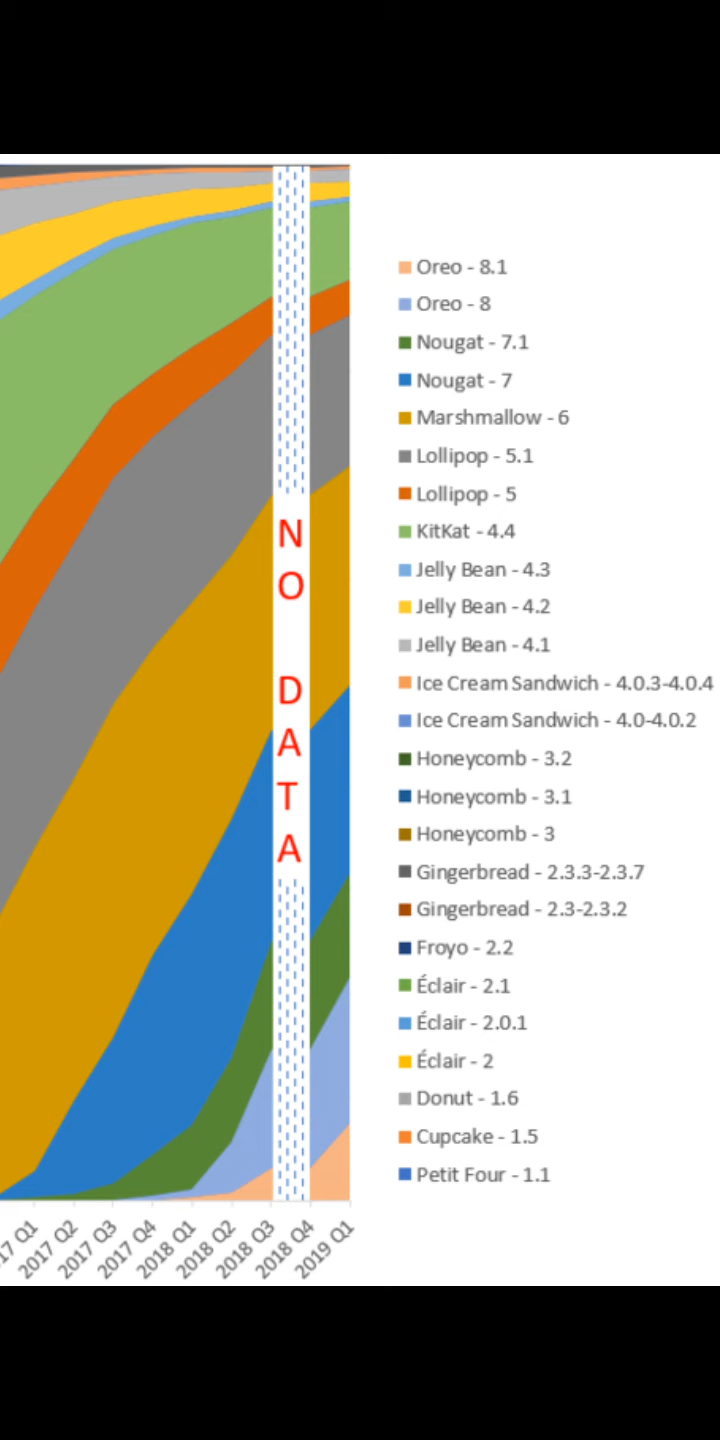 Oreo - 8.1
Oreo - 8
Nougat - 7.1
Nougat - 7
Marshmallow - 6
Lollipop - 5.1
Lollipop - 5
KitKat - 4.4
Jelly Bean - 4.3
Jelly Bean - 4.2
Jelly Bean - 4.1
Ice Cream Sandwich - 4.0.3-4.0.4
Ice Cream Sandwich - 4.0-4.0.2
Honeycomb - 3.2
Honeycomb - 3.1
Honeycomb - 3
Gingerbread - 2.3.3-2.3.7
Gingerbread - 2.3-2.3.2
Froyo - 2.2
Éclair - 2.1
Éclair - 2.0.1
Éclair - 2
Donut - 1.6
Cupcake - 1.5
Petit Four - 1.1
NO DATA
17 Q1
2017 Q2
2017 Q3
2017 Q4
2018 Q1
2018 Q2
2018 Q3
2018 Q4
2019 Q1